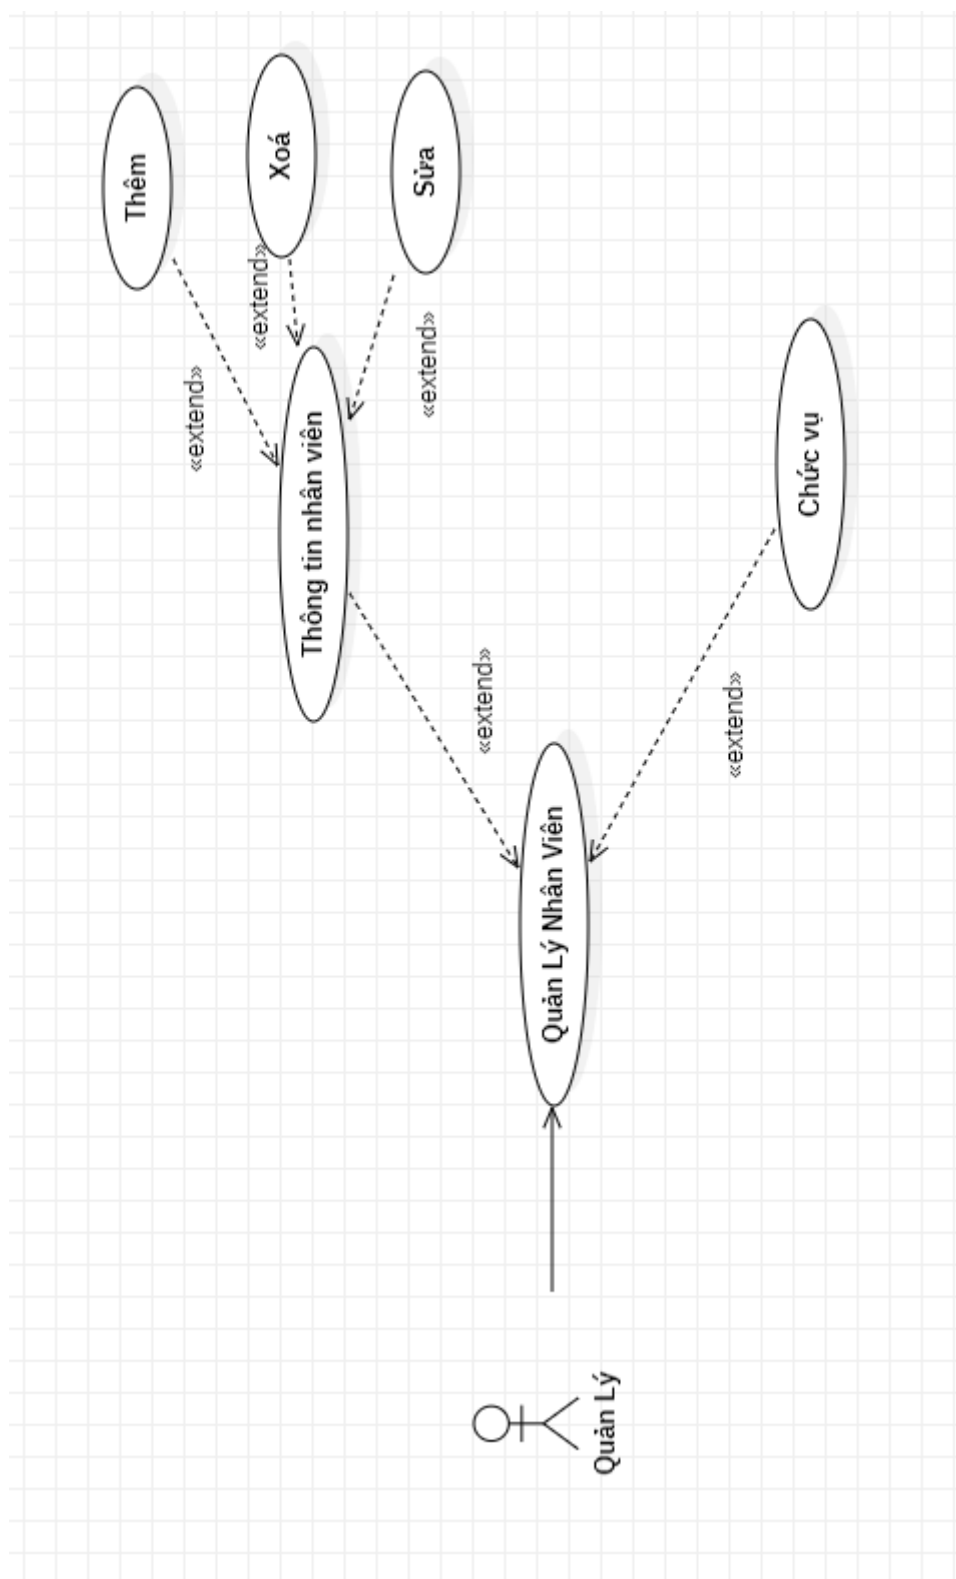 Thêm
«extend»
Xoá
«extend»
Sửa
«extend»
Thông tin nhân viên
«extend»
Chức vụ
«extend»
Quản Lý Nhân Viên
Quản Lý